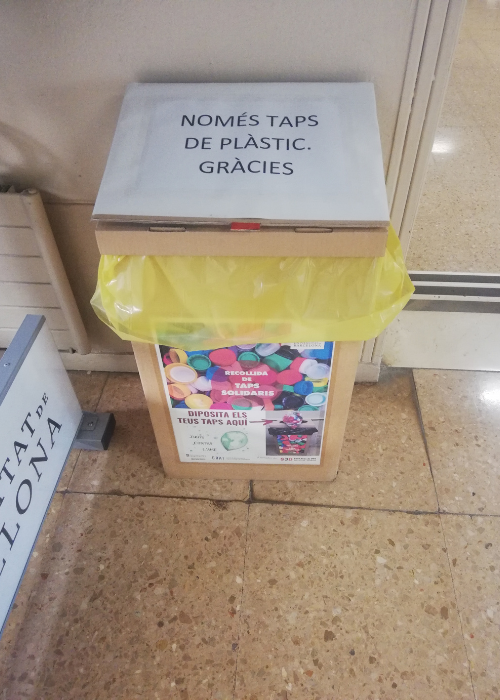 NOMÉS TAPS
DE PLÀSTIC.
GRÀCIES
RECOLLIDA
DE
TAPS
SOLIDARIS
DIPOSITA ELS
TEUS TAPS AQUÍ
TAT DE
LONA